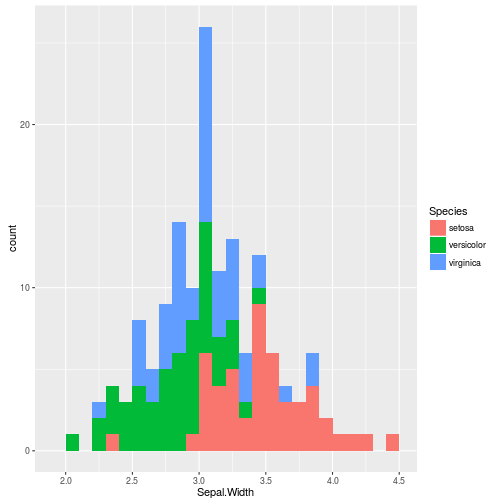 20
10
0
count
2.0 2.5 3.0 3.5 4.0 4.5
Sepal.Width
Species
setosa
versicolor
virginica